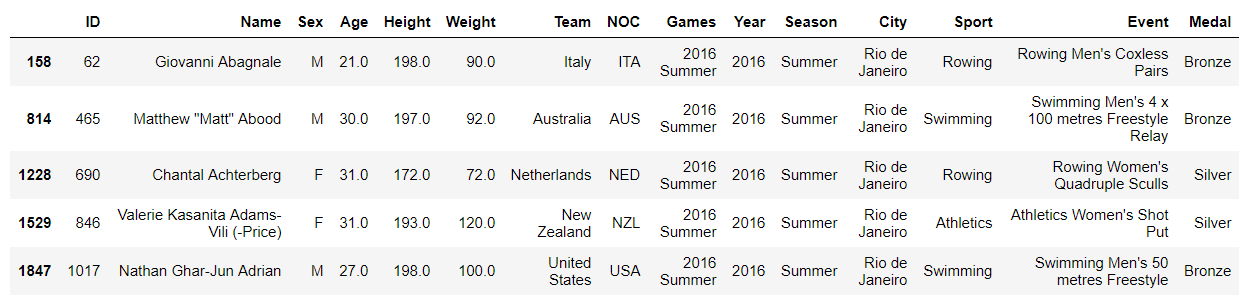 ID Name Sex Age Height Weight Team NOC Games Year Season City Sport Event Medal
158 62 Giovanni Abagnale M 21.0 198.0 90.0 Italy ITA 2016 Summer 2016 Summer Rio de Janeiro Rowing Rowing Men's Coxless Pairs Bronze
814 465 Matthew "Matt" Abood M 30.0 197.0 92.0 Australia AUS 2016 Summer 2016 Summer Rio de Janeiro Swimming Swimming Men's 4 x 100 metres Freestyle Relay Bronze
1228 690 Chantal Achterberg F 31.0 172.0 72.0 Netherlands NED 2016 Summer 2016 Summer Rio de Janeiro Rowing Rowing Women's Quadruple Sculls Silver
1529 846 Valerie Kasanita Adams-Vili (-Price) F 31.0 193.0 120.0 New Zealand NZL 2016 Summer 2016 Summer Rio de Janeiro Athletics Athletics Women's Shot Put Silver
1847 1017 Nathan Ghar-Jun Adrian M 27.0 198.0 100.0 United States USA 2016 Summer 2016 Summer Rio de Janeiro Swimming Swimming Men's 50 metres Freestyle Bronze